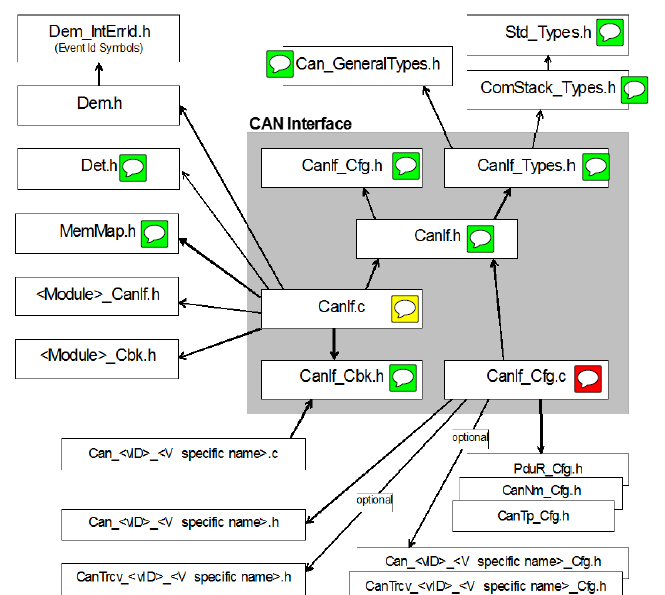 Dem_IntErrId.h
(Event Id Symbols)
Std_Types.h
Can_GeneralTypes.h
ComStack_Types.h
Dem.h
CAN Interface
Det.h
CanIf_Cfg.h
CanIf_Types.h
MemMap.h
CanIf.h
<Module>_CanIf.h
CanIf.c
<Module>_Cbk.h
CanIf_Cbk.h
CanIf_Cfg.c
optional
Can_<vID>_<V specific name>.c
PduR_Cfg.h
CanNm_Cfg.h
optional
CanTp_Cfg.h
Can_<vID>_<V specific name>.h
Can_<vID>_<V specific name>_Cfg.h
CanTrcv_<vID>_<V specific name>.h
CanTrcv_<vID>_<V specific name>_Cfg.h